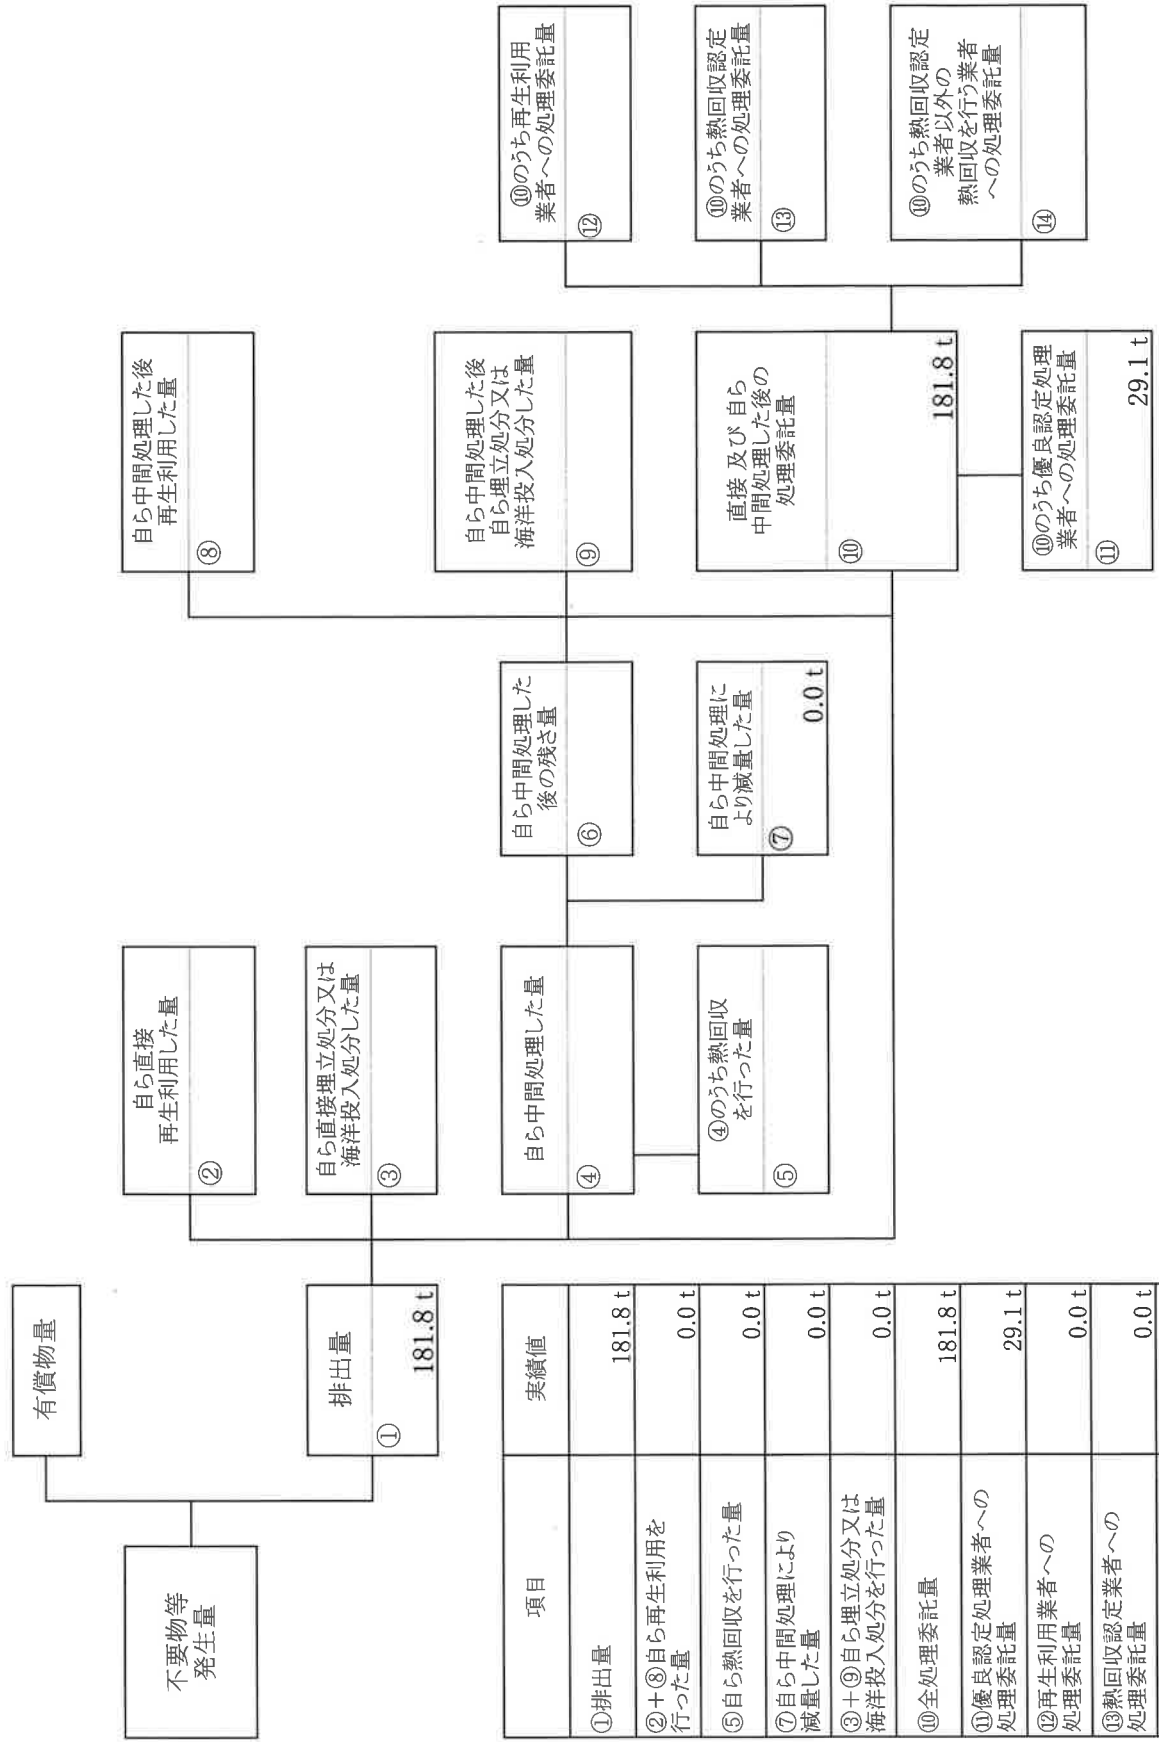 有償物量
不要物等
発生量
排出量
①
181.8 t
自ら直接
再生利用した量
②
自ら直接埋立処分又は
海洋投入処分した量
③
自ら中間処理した量
④
④のうち熱回収
を行った量
⑤
自ら中間処理した
後の残さ量
⑥
自ら中間処理に
より減量した量
⑦
0.0 t
自ら中間処理した後
再生利用した量
⑧
自ら中間処理した後
自ら埋立処分又は
海洋投入処分した量
⑨
直接 及び 自ら
中間処理した後の
処理委託量
⑩
181.8 t
⑩のうち優良認定処理
業者への処理委託量
⑪
29.1 t
⑩のうち再生利用
業者への処理委託量
⑫
⑩のうち熱回収認定
業者への処理委託量
⑬
⑩のうち熱回収認定
業者以外の
熱回収を行う業者
への処理委託量
⑭
項目 実績値
①排出量 181.8 t
②＋⑧自ら再生利用を
行った量 0.0 t
⑤自ら熱回収を行った量 0.0 t
⑦自ら中間処理により
減量した量 0.0 t
③＋⑨自ら埋立処分又は
海洋投入処分を行った量 0.0 t
⑩全処理委託量 181.8 t
⑪優良認定処理業者への
処理委託量 29.1 t
⑫再生利用業者への
処理委託量 0.0 t
⑬熱回収認定業者への
処理委託量 0.0 t